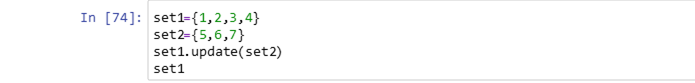 In [74]: set1={1,2,3,4}
set2={5,6,7}
set1.update(set2)
set1